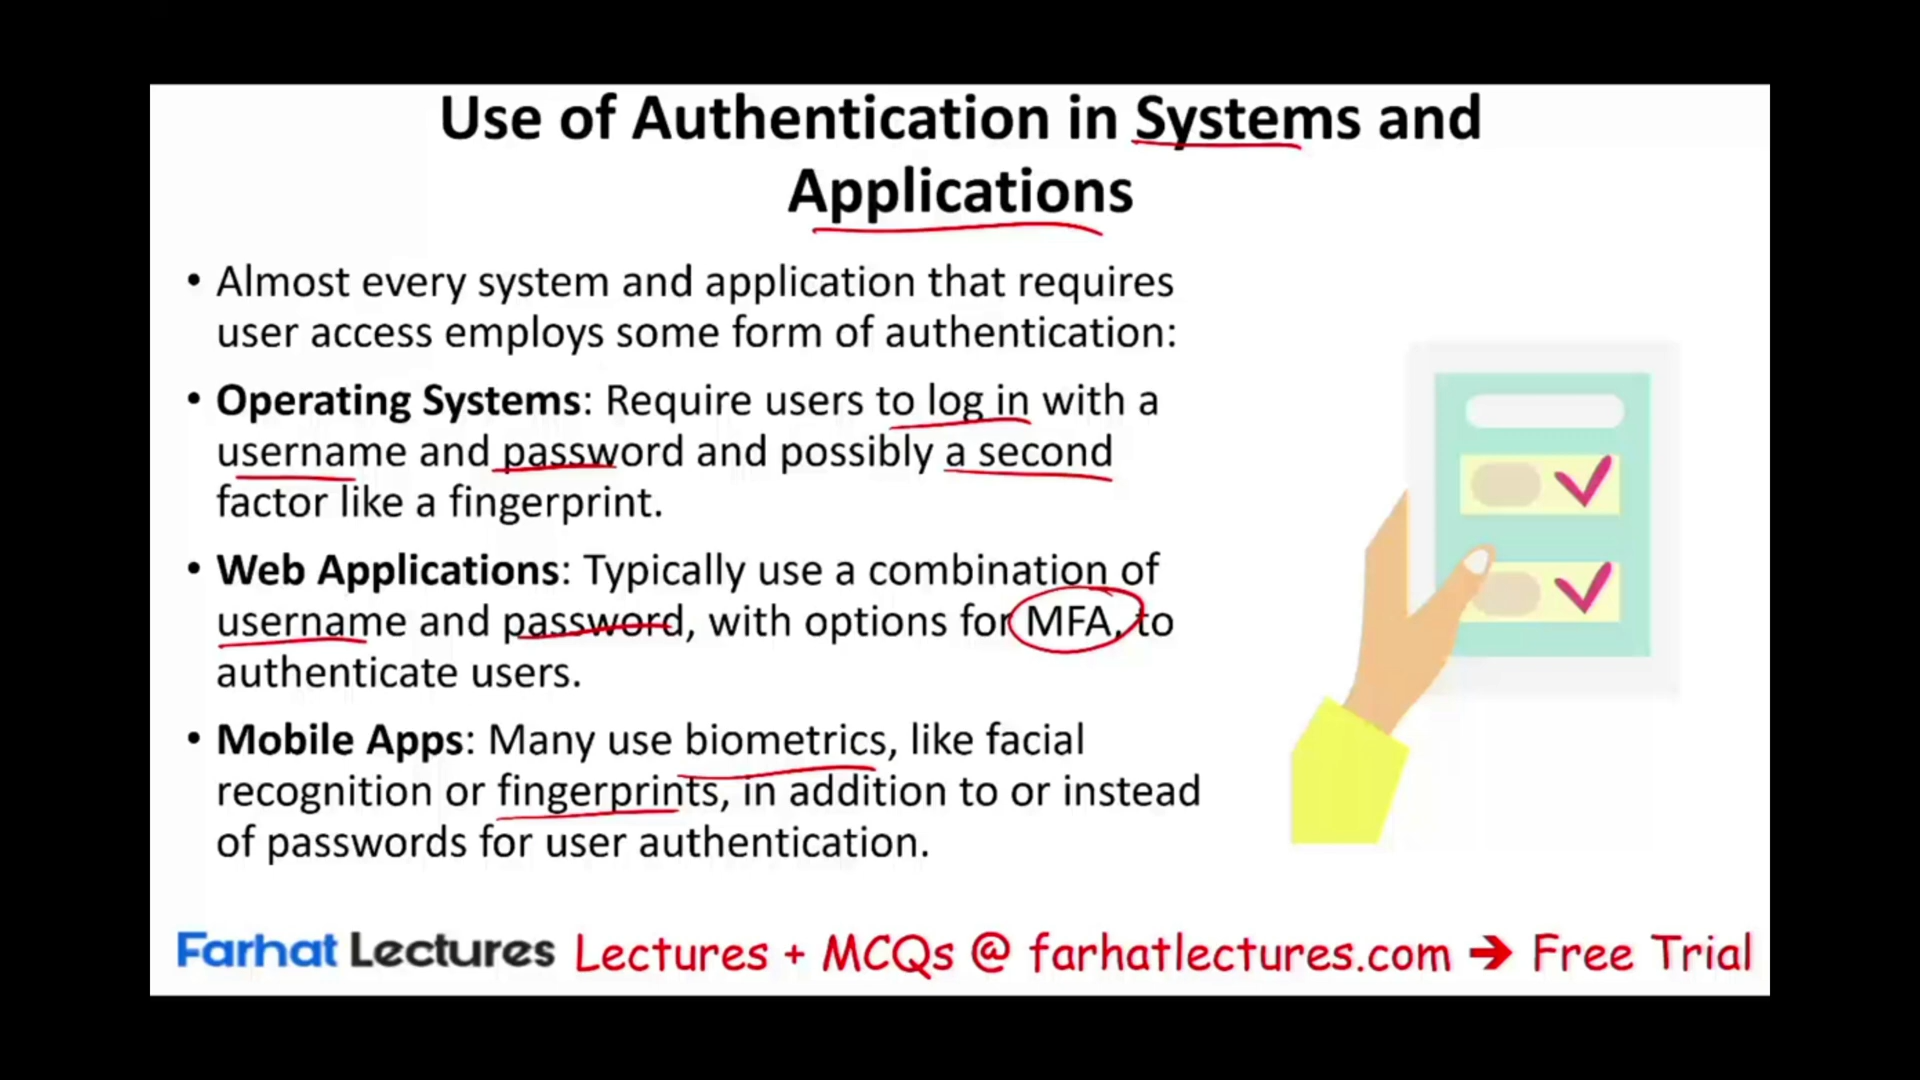 Use of Authentication in Systems and
Applications
• Almost every system and application that requires
user access employs some form of authentication:
• Operating Systems: Require users to log in with a
username and password and possibly a second
factor like a fingerprint.
• Web Applications: Typically use a combination of
username and password, with options for MFA, to
authenticate users.
• Mobile Apps: Many use biometrics, like facial
recognition or fingerprints, in addition to or instead
of passwords for user authentication.
Farhat Lectures Lectures + MCQs @ farhatlectures.com → Free Trial